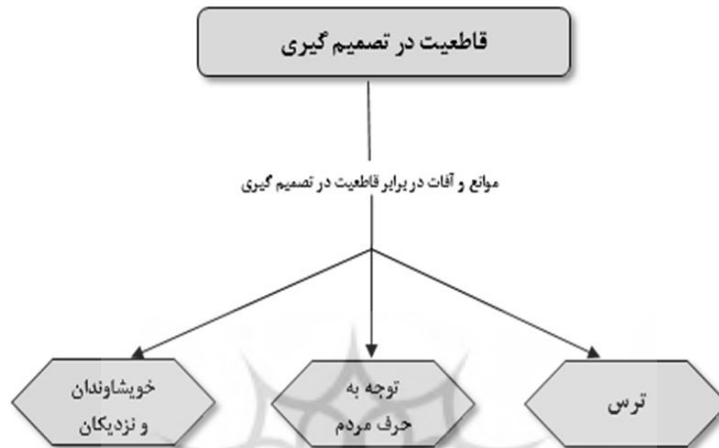 قاطعیت در تصمیم گیری
موانع و آفات در برابر قاطعیت در تصمیم گیری
ترس
توجه به
حرف مردم
خویشاوندان
و نزدیکان